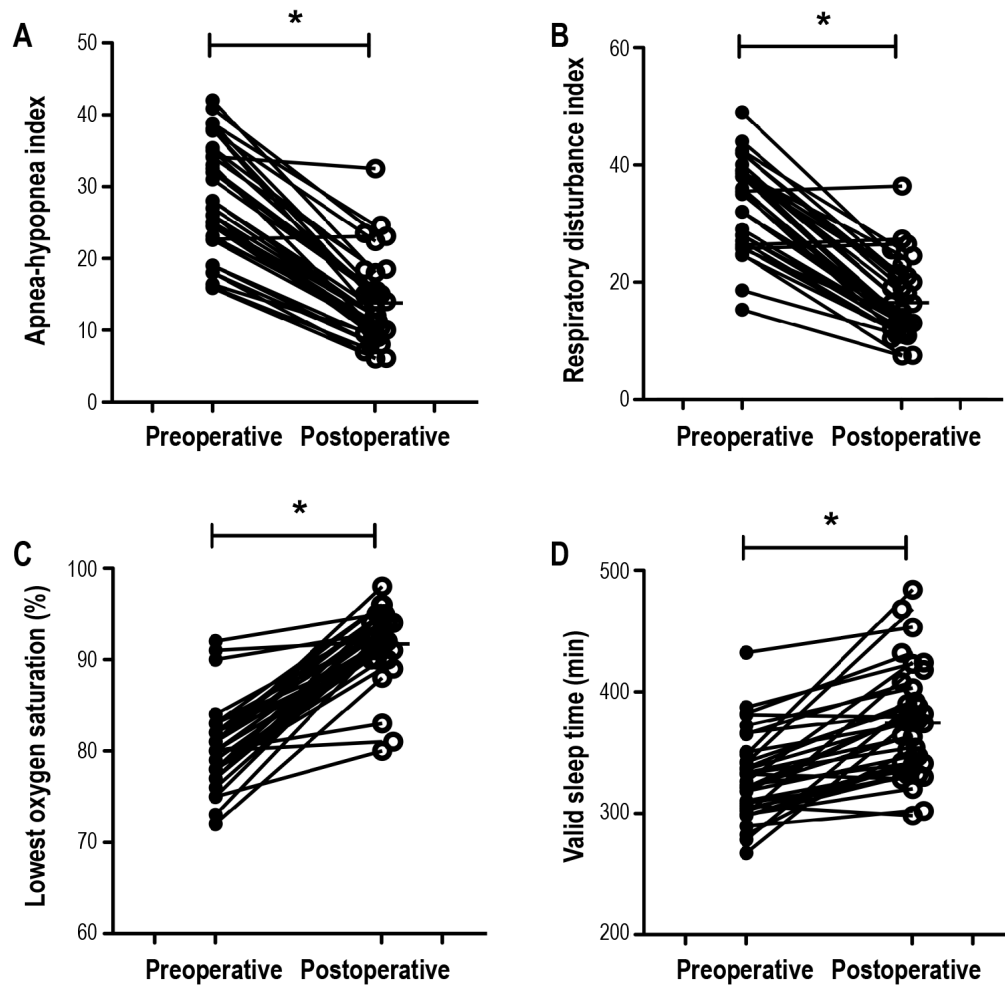 A
*
Apnea-hypopnea index
50
40
30
20
10
0
Preoperative Postoperative
B
*
Respiratory disturbance index
60
40
20
0
Preoperative Postoperative
C
*
Lowest oxygen saturation (%)
100
90
80
70
60
Preoperative Postoperative
D
*
Valid sleep time (min)
500
400
300
200
Preoperative Postoperative